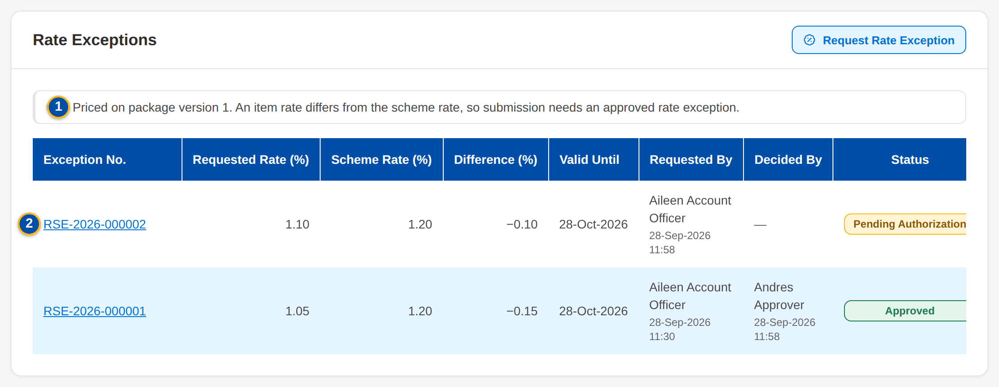 Rate Exceptions
Request Rate Exception
1 Priced on package version 1. An item rate differs from the scheme rate, so submission needs an approved rate exception.
Exception No. Requested Rate (%) Scheme Rate (%) Difference (%) Valid Until Requested By Decided By Status
2 RSE-2026-000002 1.10 1.20 −0.10 28-Oct-2026 Aileen Account — Pending Authorization
Officer
28-Sep-2026
11:58
RSE-2026-000001 1.05 1.20 −0.15 28-Oct-2026 Aileen Account Andres Approved
Officer Approver
28-Sep-2026 28-Sep-2026
11:30 11:58